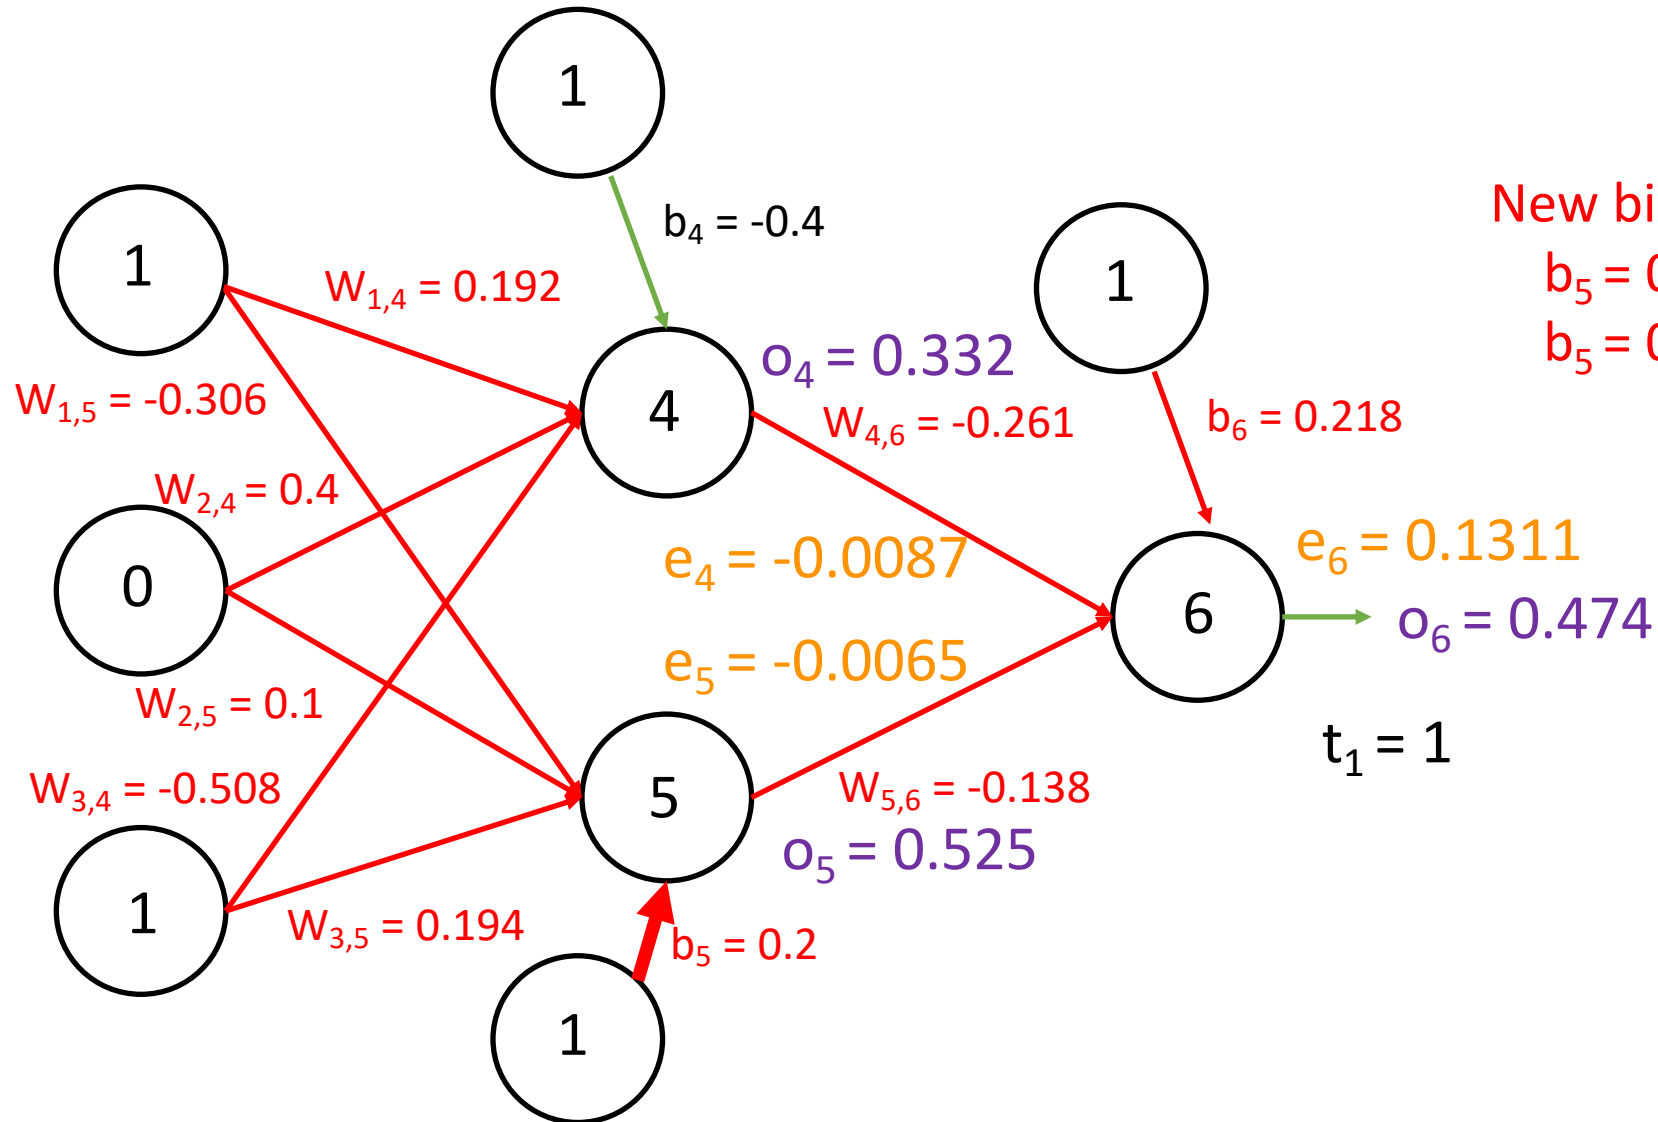 1
b4 = -0.4
1
W1,4 = 0.192
1
New bi
b5 = 0
b5 = 0
o4 = 0.332
W1,5 = -0.306
4
W4,6 = -0.261
b6 = 0.218
W2,4 = 0.4
0
e4 = -0.0087
e6 = 0.1311
6
o6 = 0.474
e5 = -0.0065
W2,5 = 0.1
t1 = 1
W3,4 = -0.508
5
W5,6 = -0.138
o5 = 0.525
1
W3,5 = 0.194
b5 = 0.2
1